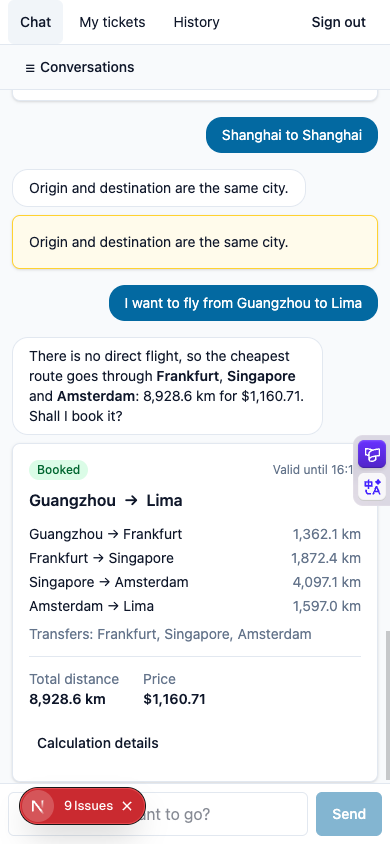 Chat My tickets History Sign out
≡ Conversations
Shanghai to Shanghai
Origin and destination are the same city.
Origin and destination are the same city.
I want to fly from Guangzhou to Lima
There is no direct flight, so the cheapest
route goes through Frankfurt, Singapore
and Amsterdam: 8,928.6 km for $1,160.71.
Shall I book it?
Booked Valid until 16:1
Guangzhou → Lima
Guangzhou → Frankfurt 1,362.1 km
Frankfurt → Singapore 1,872.4 km
Singapore → Amsterdam 4,097.1 km
Amsterdam → Lima 1,597.0 km
Transfers: Frankfurt, Singapore, Amsterdam
Total distance Price
8,928.6 km $1,160.71
Calculation details
N 9 Issues × to go? Send
中A